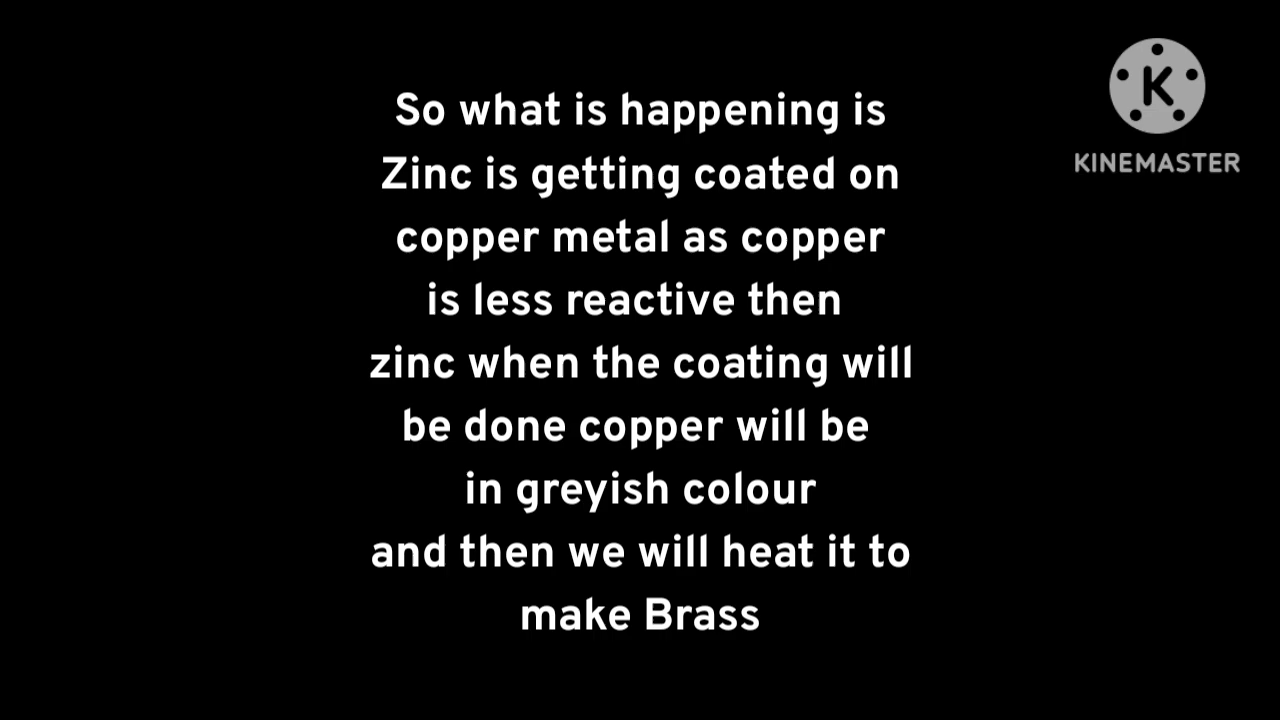 So what is happening is
Zinc is getting coated on
copper metal as copper
is less reactive then
zinc when the coating will
be done copper will be
in greyish colour
and then we will heat it to
make Brass
K
KINEMASTER